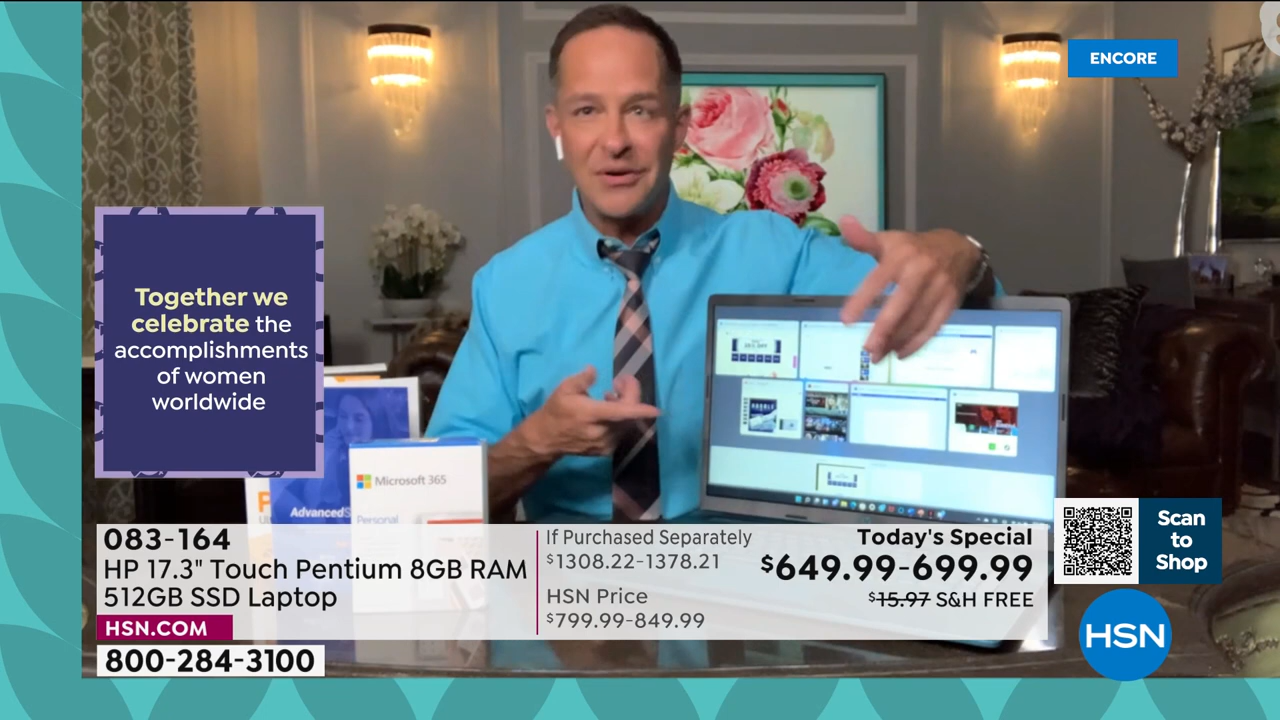 ENCORE
Together we
celebrate the
accomplishments
of women
worldwide
Microsoft 365
Personal
Advanced
083-164
HP 17.3" Touch Pentium 8GB RAM
512GB SSD Laptop
HSN.COM
800-284-3100
If Purchased Separately
$1308.22-1378.21
HSN Price
$799.99-849.99
Today's Special
$649.99-699.99
$15.97 S&H FREE
Scan
to
Shop
HSN